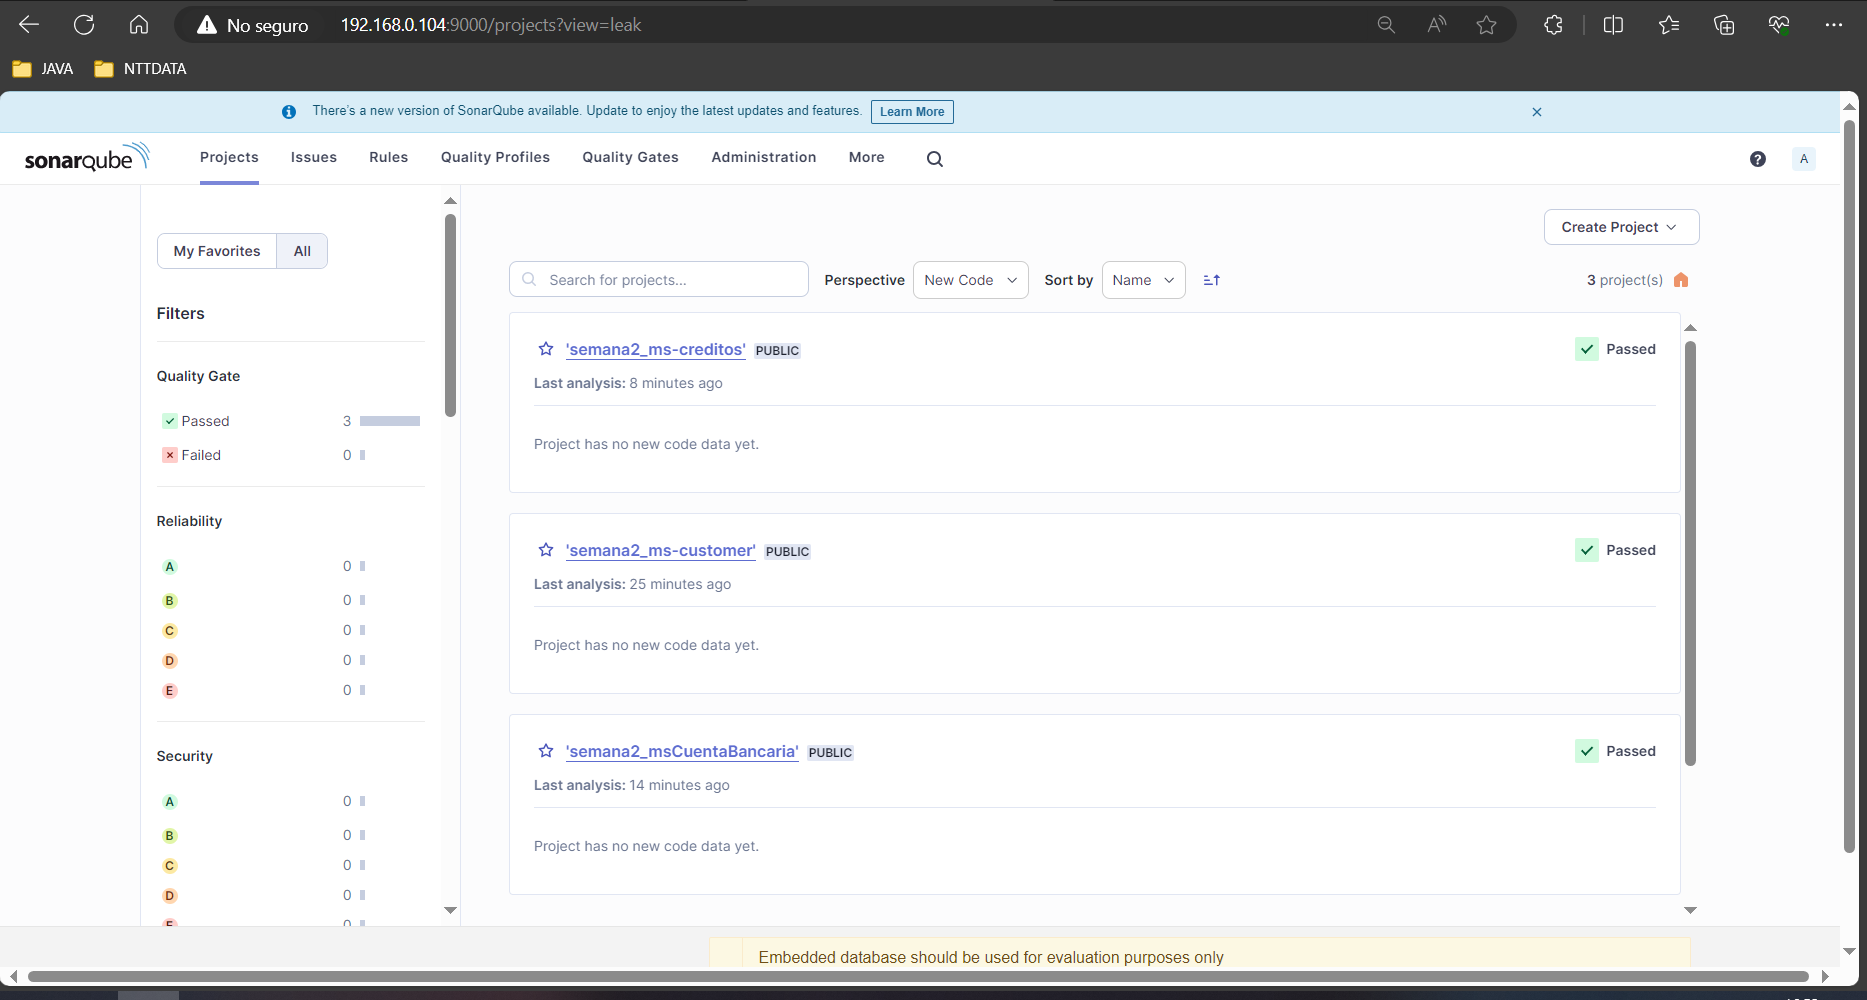 No seguro
192.168.0.104:9000/projects?view=leak
JAVA
NTTDATA
There's a new version of SonarQube available. Update to enjoy the latest updates and features.
Learn More
sonarqube
Projects
Issues
Rules
Quality Profiles
Quality Gates
Administration
More
A
My Favorites
All
Create Project
Search for projects...
Perspective
New Code
Sort by
Name
3 project(s)
Filters
Quality Gate
Passed 3
Failed 0
Reliability
A 0
B 0
C 0
D 0
E 0
Security
A 0
B 0
C 0
D 0
E 0
'semana2_ms-creditos' PUBLIC
Passed
Last analysis: 8 minutes ago
Project has no new code data yet.
'semana2_ms-customer' PUBLIC
Passed
Last analysis: 25 minutes ago
Project has no new code data yet.
'semana2_msCuentaBancaria' PUBLIC
Passed
Last analysis: 14 minutes ago
Project has no new code data yet.
Embedded database should be used for evaluation purposes only